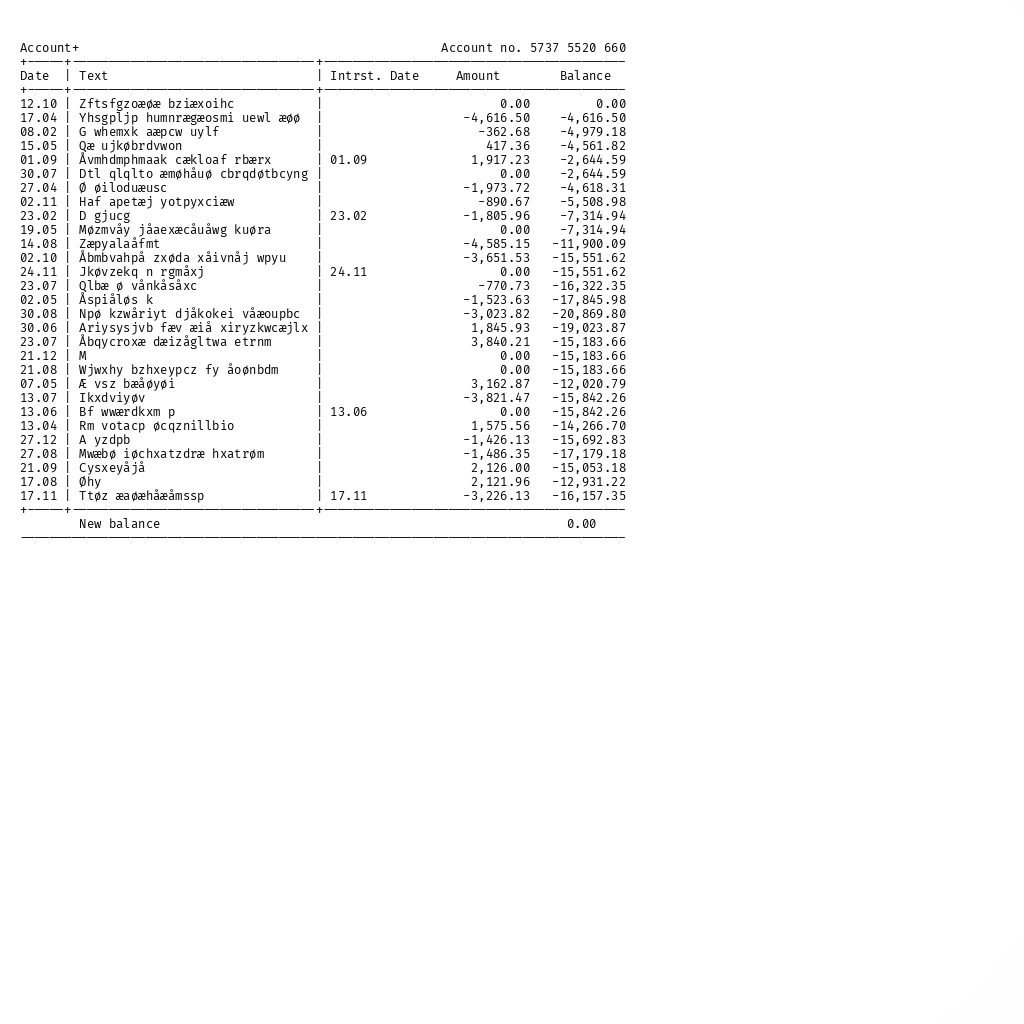 Account+ Account no. 5737 5520 660
Date | Text | Intrst. Date Amount Balance
12.10 | Zftsfgzoæøæ bziæxoihc | 0.00 0.00
17.04 | Yhsgpljp humnrægæosmi uewl æøø | -4,616.50 -4,616.50
08.02 | G whemxk aæpcw uylf | -362.68 -4,979.18
15.05 | Qæ ujkøbrdvwon | 417.36 -4,561.82
01.09 | Åvmhdmphmaak cækloaf rbærx | 01.09 1,917.23 -2,644.59
30.07 | Dtl qlqlto æmøhåuø cbrqdøtbcyng | 0.00 -2,644.59
27.04 | Ø øiloduæusc | -1,973.72 -4,618.31
02.11 | Haf apetæj yotpyxciæw | -890.67 -5,508.98
23.02 | D gjucg | 23.02 -1,805.96 -7,314.94
19.05 | Møzmvåy jåaexæcåuåwg kuøra | 0.00 -7,314.94
14.08 | Zæpyalaåfmt | -4,585.15 -11,900.09
02.10 | Åbmbvahpå zxøda xåivnåj wpyu | -3,651.53 -15,551.62
24.11 | Jkøvzekq n rgmåxj | 24.11 0.00 -15,551.62
23.07 | Qlbæ ø vånkåsåxc | -770.73 -16,322.35
02.05 | Åspiåløs k | -1,523.63 -17,845.98
30.08 | Npø kzwåriyt djåkokei våæoupbc | -3,023.82 -20,869.80
30.06 | Ariysysjvb fæv æiå xiryzkwcæjlx | 1,845.93 -19,023.87
23.07 | Åbqycroxæ dæizågltwa etrnm | 3,840.21 -15,183.66
21.12 | M | 0.00 -15,183.66
21.08 | Wjwxhy bzhxeypcz fy åoønbdm | 0.00 -15,183.66
07.05 | Æ vsz bæåøyøi | 3,162.87 -12,020.79
13.07 | Ikxdviyøv | -3,821.47 -15,842.26
13.06 | Bf wwærdkxm p | 13.06 0.00 -15,842.26
13.04 | Rm votacp øcqznillbio | 1,575.56 -14,266.70
27.12 | A yzdpb | -1,426.13 -15,692.83
27.08 | Mwæbø iøchxatzdræ hxatrøm | -1,486.35 -17,179.18
21.09 | Cysxeyåjå | 2,126.00 -15,053.18
17.08 | Øhy | 2,121.96 -12,931.22
17.11 | Ttøz æaøæhåæåmssp | 17.11 -3,226.13 -16,157.35
New balance 0.00